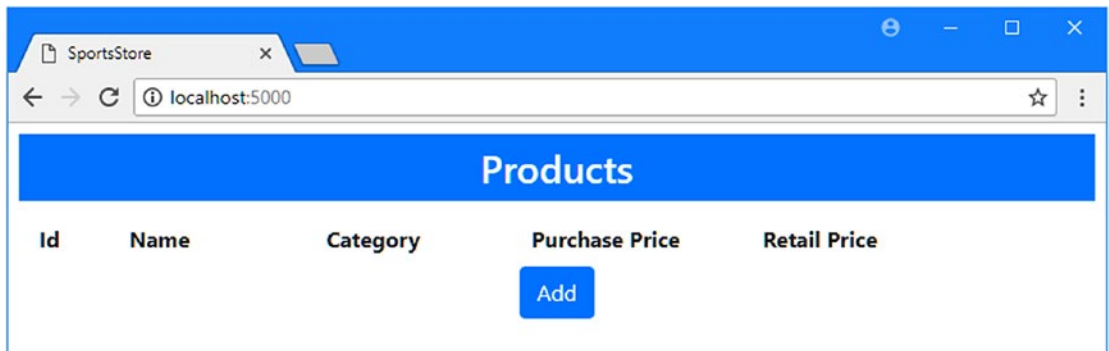 SportsStore
localhost:5000
Products
Id Name Category Purchase Price Retail Price
Add